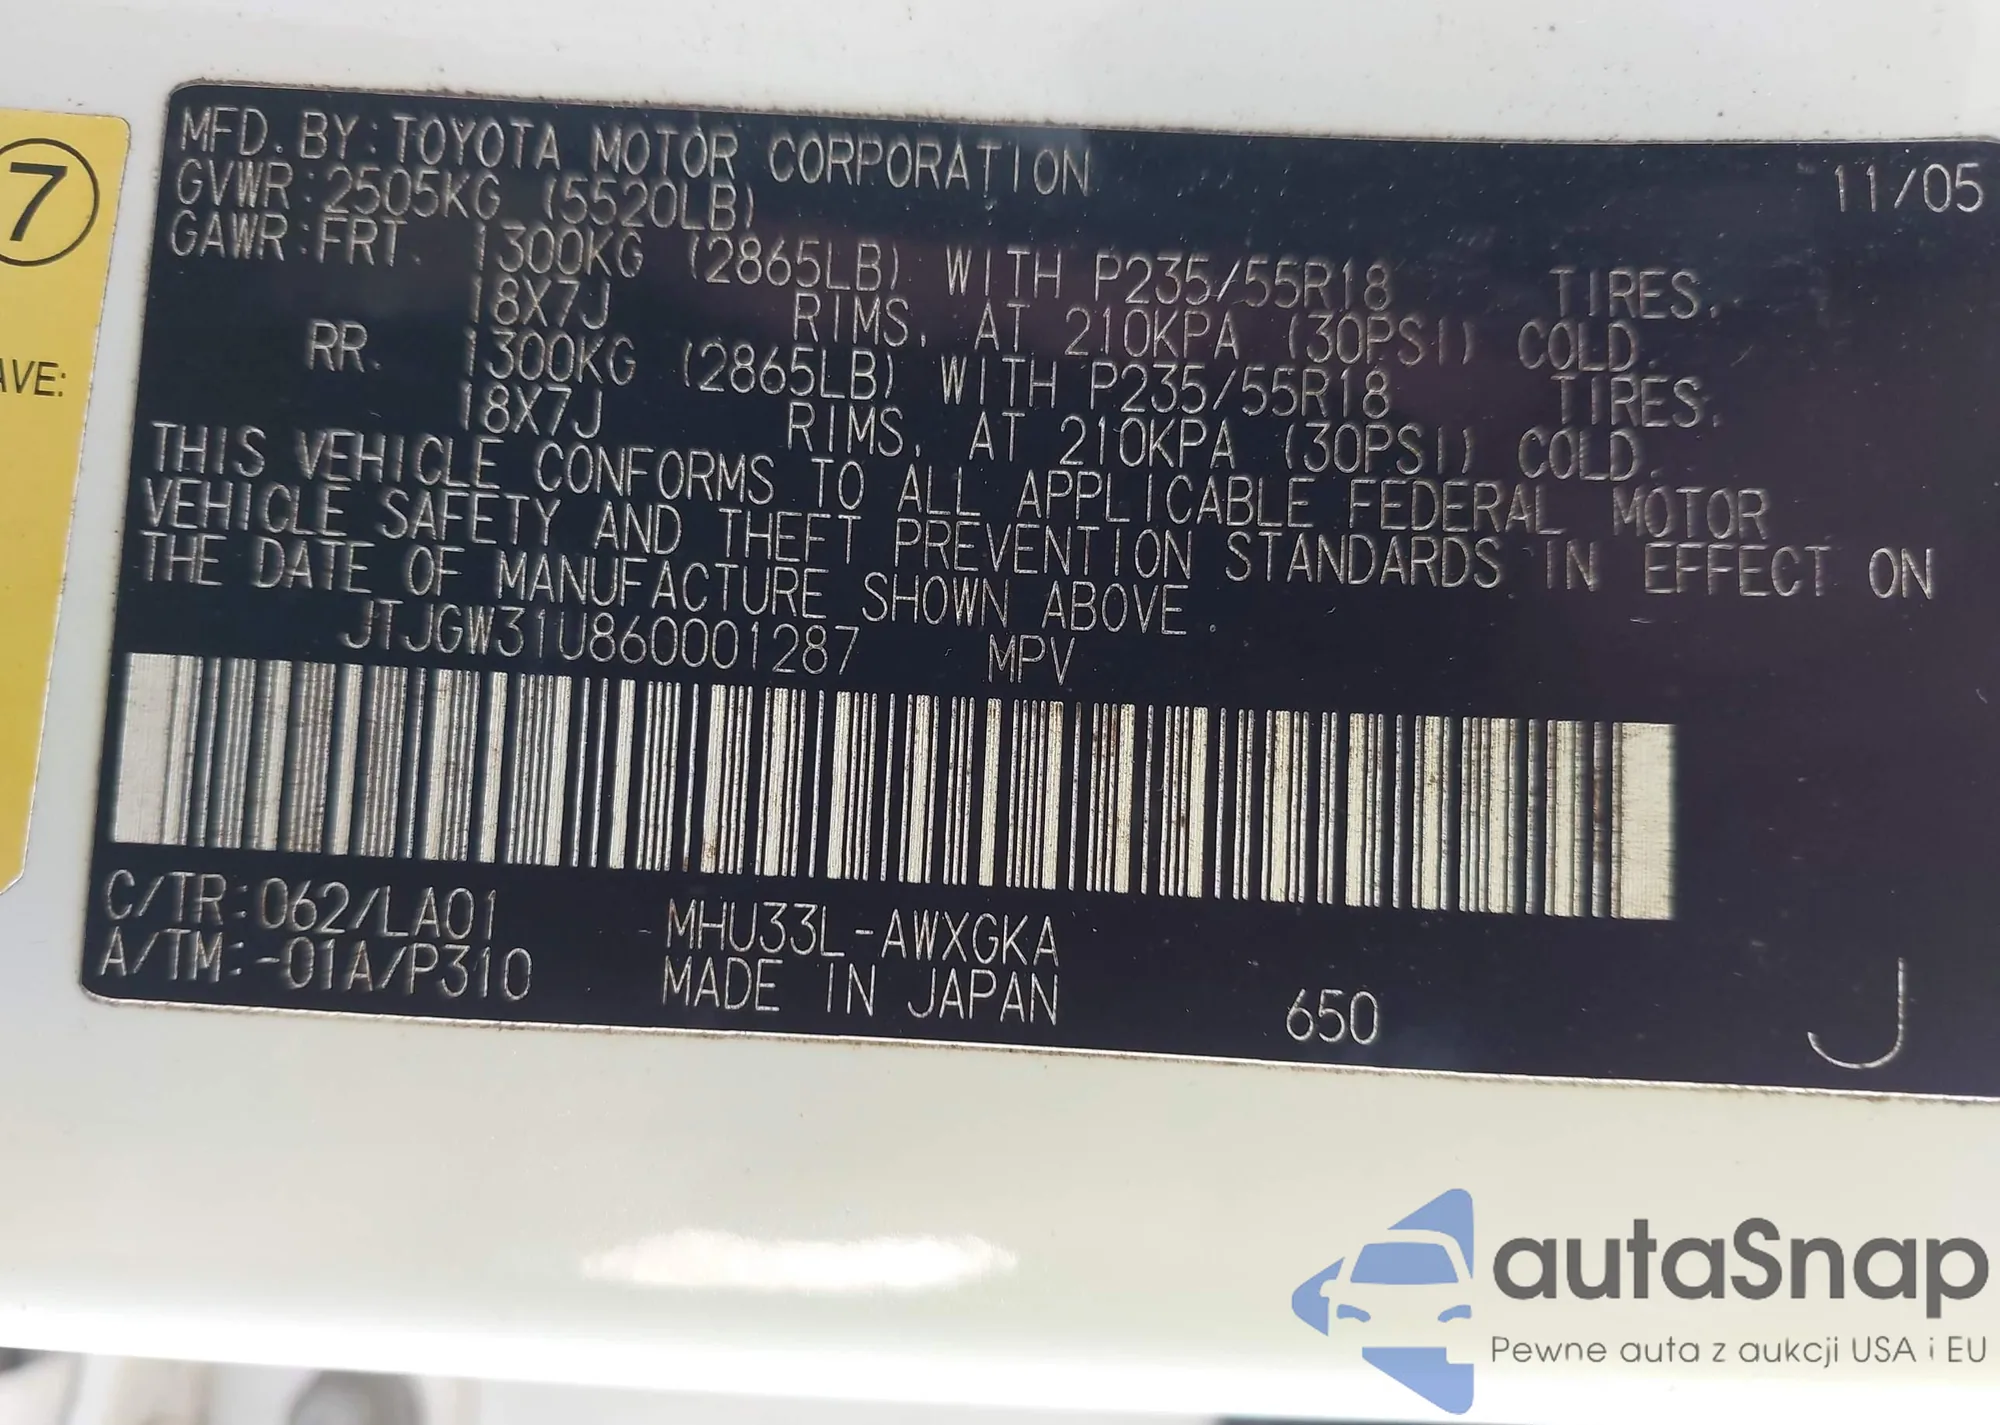 7
AVE:
MFD. BY: TOYOTA MOTOR CORPORATION 11/05
GVWR: 2505KG (5520LB)
GAWR: FRT. 1300KG (2865LB) WITH P235/55R18 TIRES,
18X7J RIMS, AT 210KPA (30PSI) COLD.
RR. 1300KG (2865LB) WITH P235/55R18 TIRES,
18X7J RIMS, AT 210KPA (30PSI) COLD.
THIS VEHICLE CONFORMS TO ALL APPLICABLE FEDERAL MOTOR
VEHICLE SAFETY AND THEFT PREVENTION STANDARDS IN EFFECT ON
THE DATE OF MANUFACTURE SHOWN ABOVE.
JTJGW31U860001287 MPV
C/TR: 062/LA01 MHU33L-AWXGKA
A/TM: -01A/P310 MADE IN JAPAN 650 J
autaSnap
Pewne auta z aukcji USA i EU